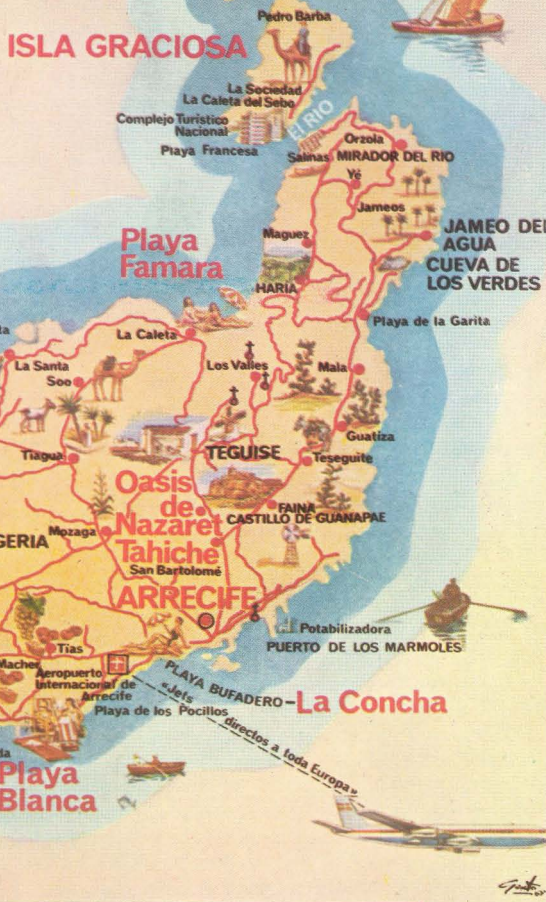 Pedro Barba
ISLA GRACIOSA
La Sociedad
La Caleta del Sebo
Complejo Turístico
Nacional
EL RIO
Playa Francesa
Orzola
Salinas MIRADOR DEL RIO
Yé
Jameos
JAMEO DEL
AGUA
Maguez
Playa
Famara
CUEVA DE
LOS VERDES
HARIA
Playa de la Garita
La Caleta
La Santa
Soo
Los Valles
Mala
Guatiza
TEGUISE
Teseguite
Tiagua
Oasis
de
Nazaret
FAINA
CASTILLO DE GUANAPAE
GERIA
Mozaga
Tahiche
San Bartolomé
ARRECIFE
Potabilizadora
PUERTO DE LOS MARMOLES
Tías
Macher
Aeropuerto
Internacional de
Arrecife
PLAYA BUFADERO-La Concha
Playa de los Pocillos
«Jets directos a toda Europa»
Playa
Blanca